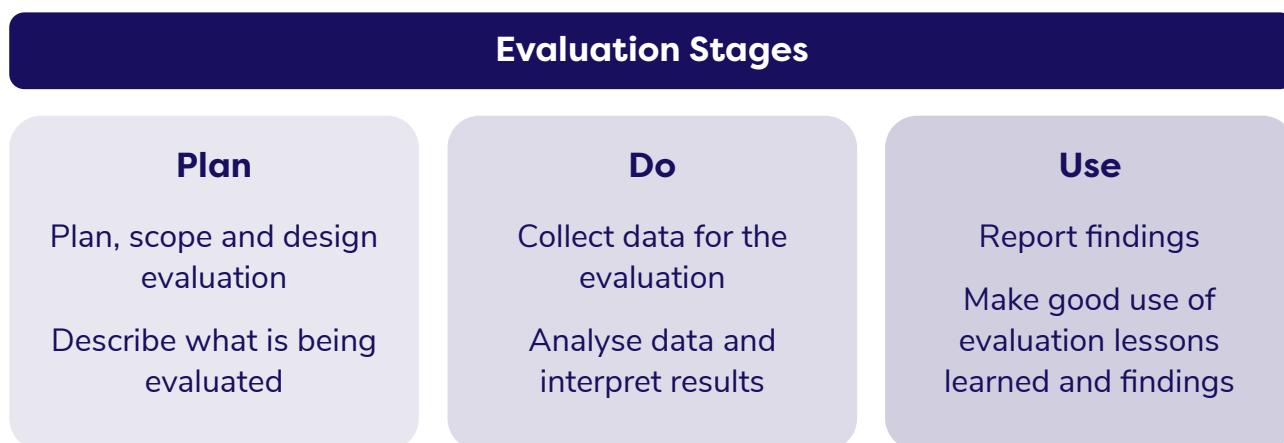 Evaluation Stages
Plan
Plan, scope and design
evaluation
Describe what is being
evaluated
Do
Collect data for the
evaluation
Analyse data and
interpret results
Use
Report findings
Make good use of
evaluation lessons
learned and findings